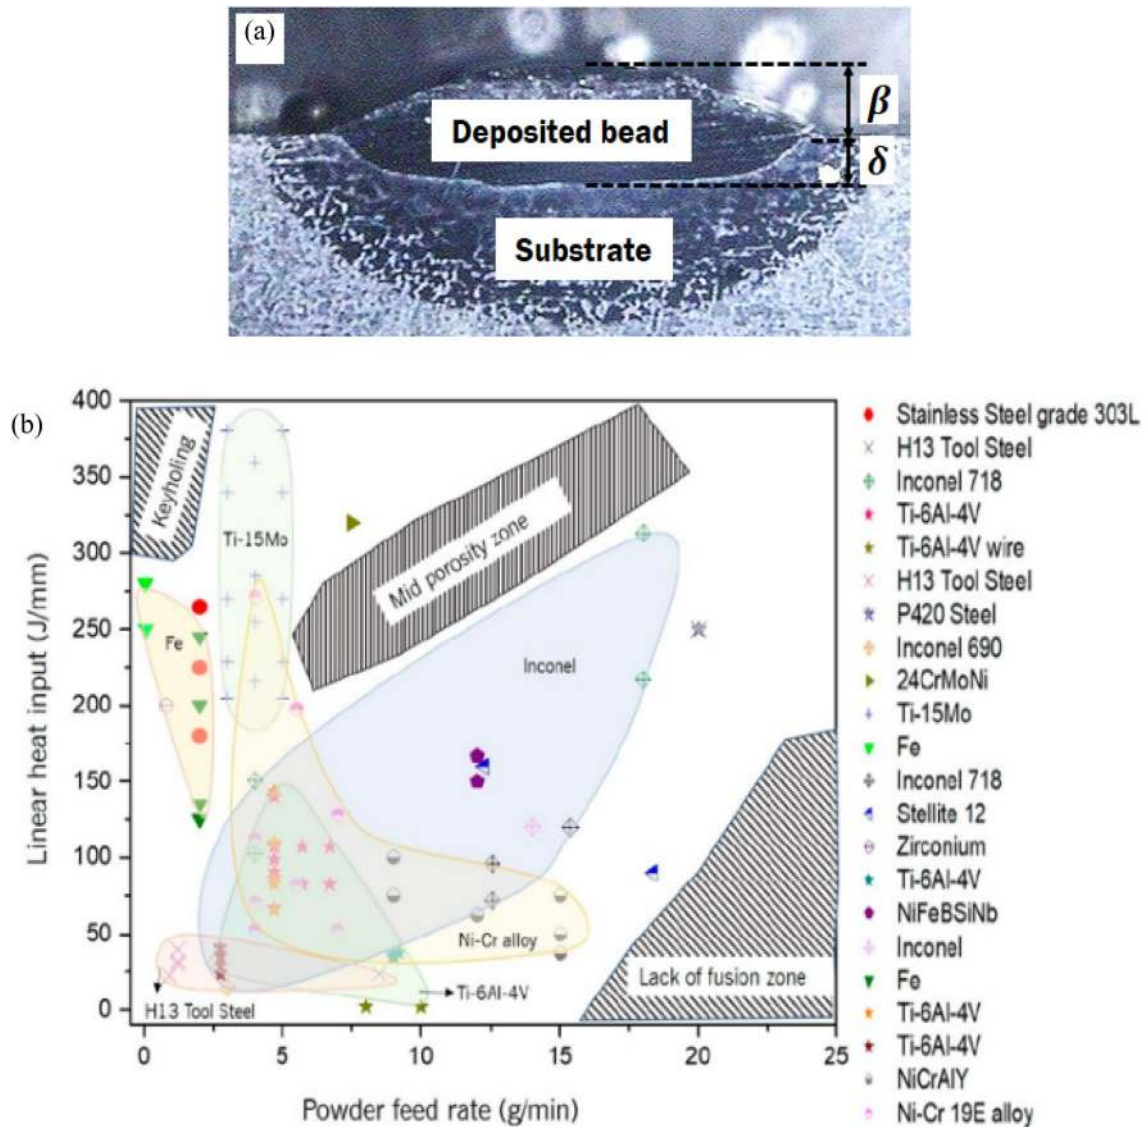 (a)
Deposited bead
β
δ
Substrate
(b)
400
350
300
250
200
150
100
50
0
Linear heat input (J/mm)
Keyholing
Ti-15Mo
Mid porosity zone
Fe
Inconel
Ni-Cr alloy
Lack of fusion zone
H13 Tool Steel
Ti-6Al-4V
0 5 10 15 20 25
Powder feed rate (g/min)
Stainless Steel grade 303L
H13 Tool Steel
Inconel 718
Ti-6Al-4V
Ti-6Al-4V wire
H13 Tool Steel
P420 Steel
Inconel 690
24CrMoNi
Ti-15Mo
Fe
Inconel 718
Stellite 12
Zirconium
Ti-6Al-4V
NiFeBSiNb
Inconel
Fe
Ti-6Al-4V
Ti-6Al-4V
NiCrAlY
Ni-Cr 19E alloy